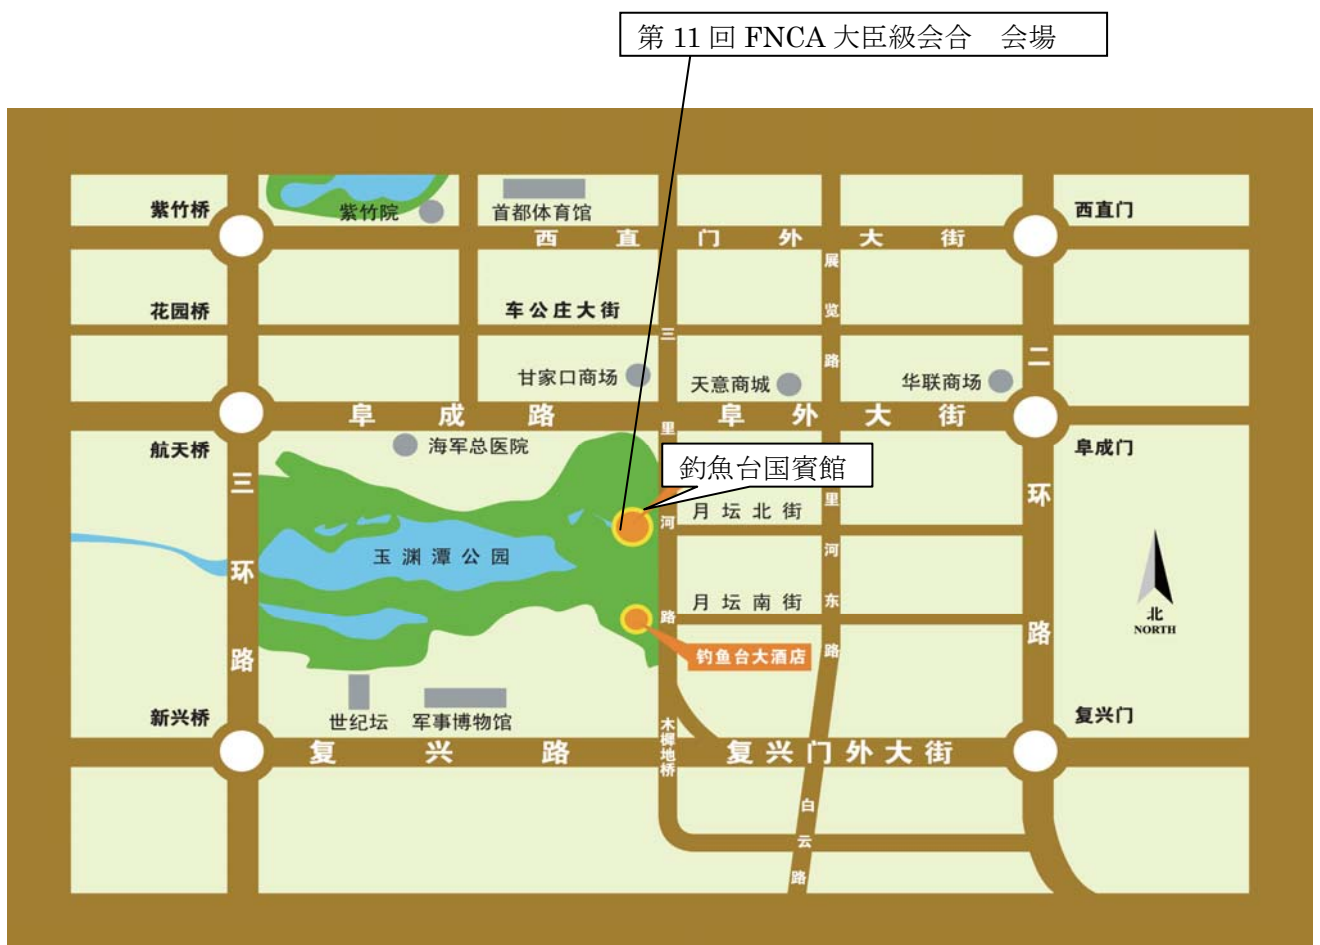 第 11 回 FNCA 大臣級会合　会場
紫竹桥
紫竹院
首都体育馆
西直门
西直门外大街
展览路
花园桥
车公庄大街
三里河路
二环路
甘家口商场
天意商城
华联商场
阜成路
阜外大街
航天桥
海军总医院
阜成门
釣魚台国賓館
三环路
月坛北街
里河东路
玉渊潭公园
月坛南街
北
NORTH
钓鱼台大酒店
新兴桥
世纪坛
军事博物馆
木樨地桥
复兴门
复兴路
复兴门外大街
白云路